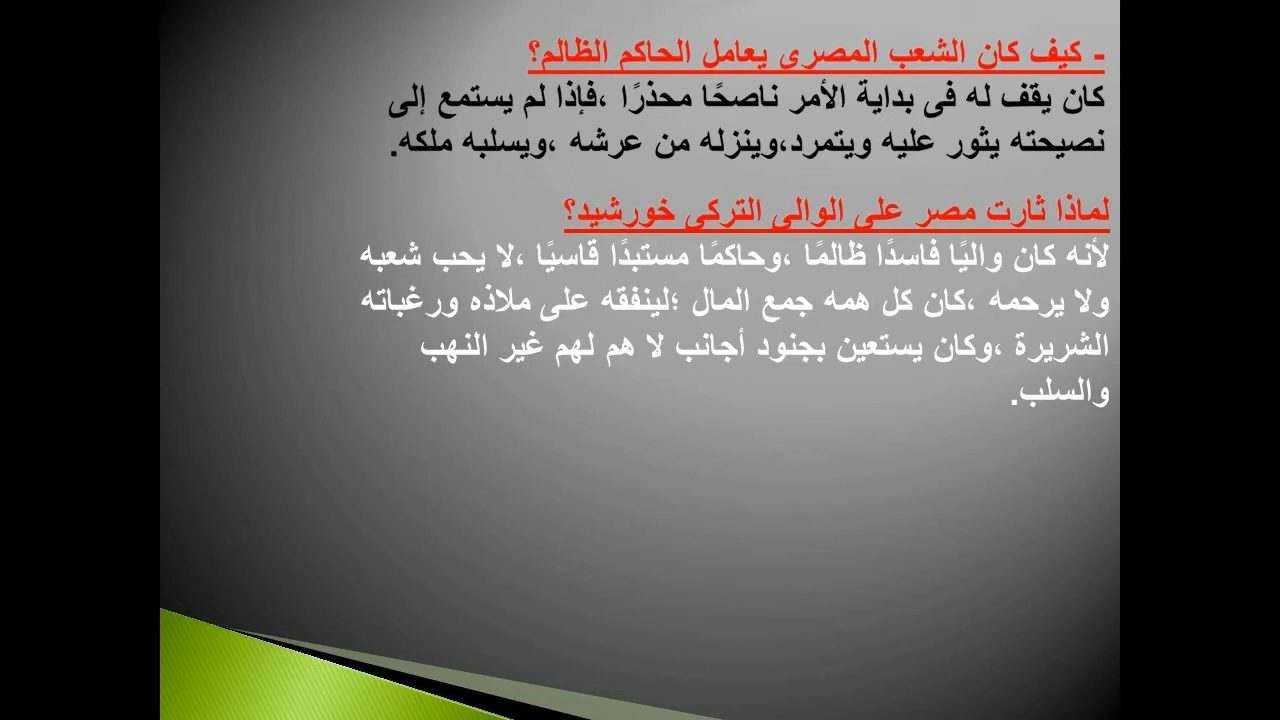 - كيف كان الشعب المصرى يعامل الحاكم الظالم؟
كان يقف له فى بداية الأمر ناصحًا محذرًا ،فإذا لم يستمع إلى
نصيحته يثور عليه ويتمرد،وينزله من عرشه ،ويسلبه ملكه.
لماذا ثارت مصر على الوالى التركى خورشيد؟
لأنه كان واليًا فاسدًا ظالمًا ،وحاكمًا مستبدًا قاسيًا ،لا يحب شعبه
ولا يرحمه ،كان كل همه جمع المال ؛لينفقه على ملاذه ورغباته
الشريرة ،وكان يستعين بجنود أجانب لا هم لهم غير النهب
والسلب.